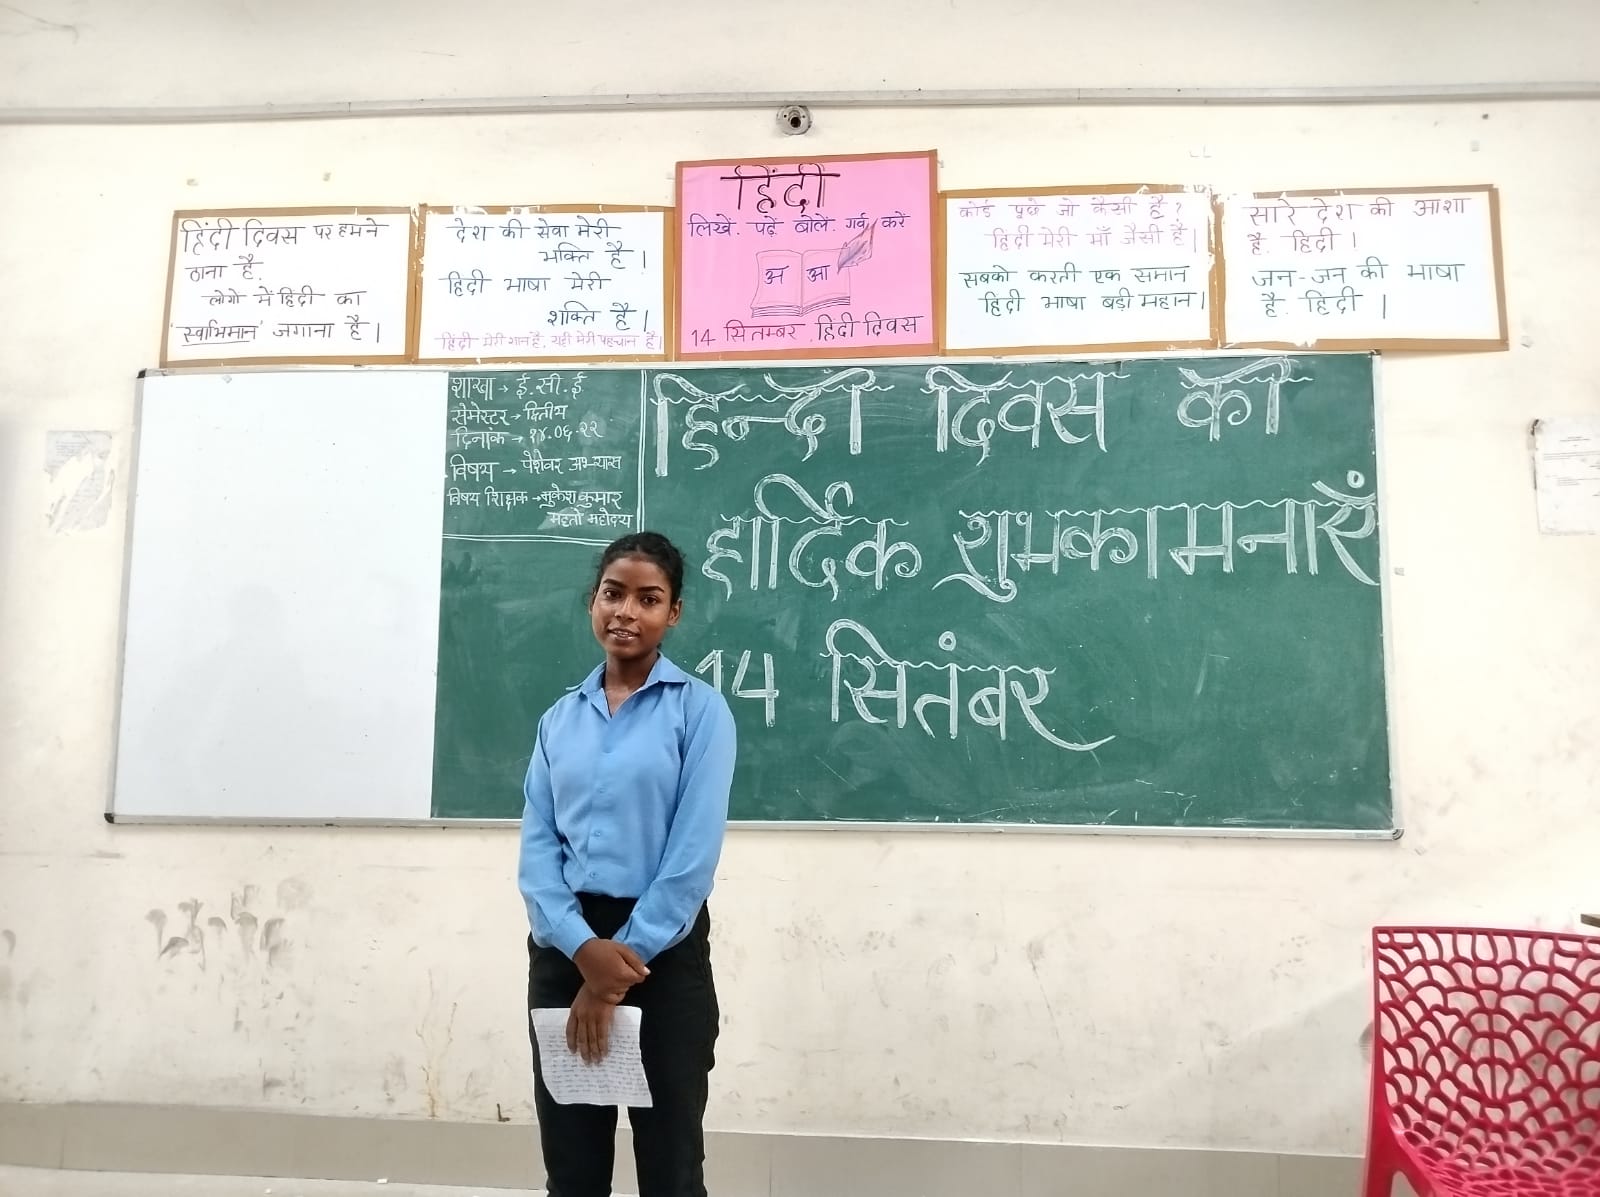 हिंदी दिवस पर हमने
ठाना है.
लोगो में हिंदी का
'स्वाभिमान' जगाना है।
देश की सेवा मेरी
भक्ति है।
हिंदी भाषा मेरी
शक्ति है।
हिंदी मेरी शान है, यही मेरी पहचान है।
हिंदी
लिखें. पढ़ें. बोलें. गर्व करें
अ आ
14 सितम्बर .हिंदी दिवस
कोई पूछे जो कैसी है?
हिंदी मेरी माँ जैसी है।
सबको करती एक समान
हिंदी भाषा बड़ी महान।
सारे देश की आशा
है. हिंदी ।
जन-जन की भाषा
है. हिंदी ।
शाखा → ई.सी.ई
सेमेस्टर → द्वितीय
दिनांक → १४.०६.२२
विषय → पेशेवर अभ्यास
विषय शिक्षक → मुकेश कुमार
महतो महोदय
हिन्दी दिवस की
हार्दिक शुभकामनाएँ
14 सितंबर